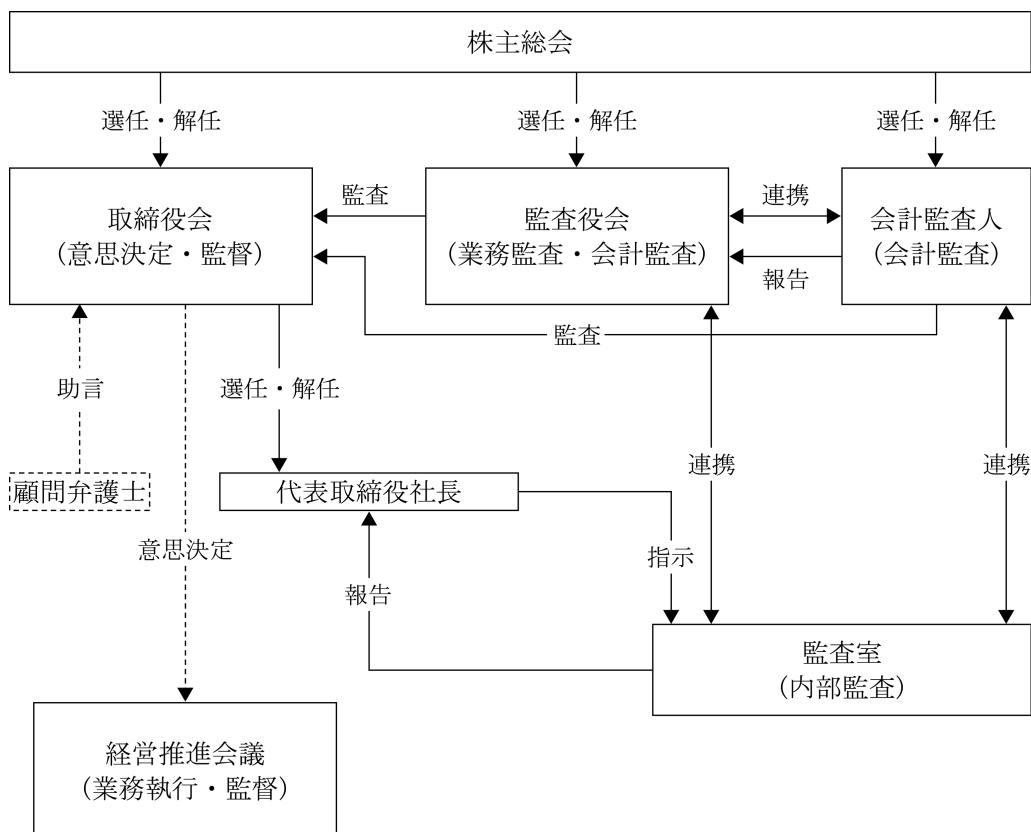 株主総会
選任・解任
選任・解任
選任・解任
取締役会
(意思決定・監督)
監査
監査役会
(業務監査・会計監査)
連携
報告
会計監査人
(会計監査)
監査
助言
選任・解任
顧問弁護士
代表取締役社長
連携
連携
意思決定
指示
報告
監査室
(内部監査)
経営推進会議
(業務執行・監督)